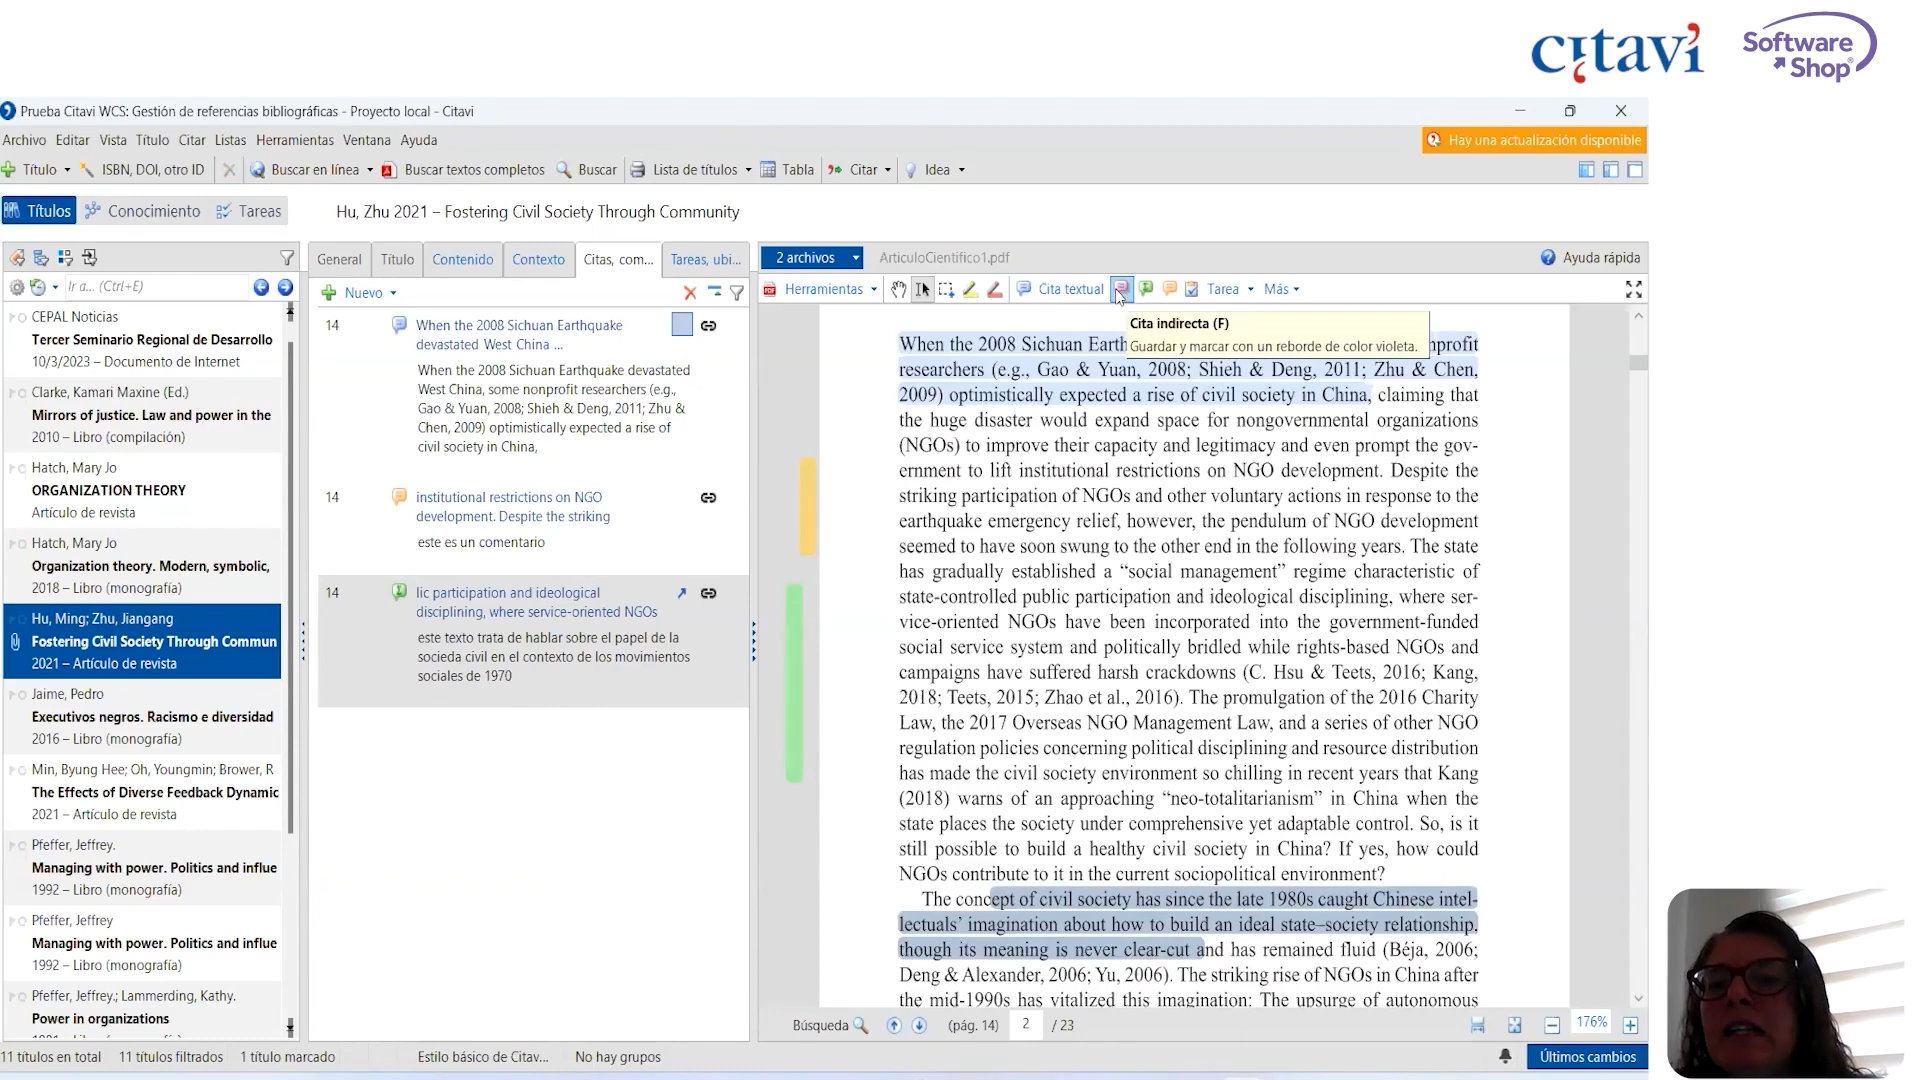 citavi
Software
Shop
Prueba Citavi WCS: Gestión de referencias bibliográficas - Proyecto local - Citavi
Archivo Editar Vista Título Citar Listas Herramientas Ventana Ayuda
Hay una actualización disponible
Título ISBN, DOI, otro ID Buscar en línea Buscar textos completos Buscar Lista de títulos Tabla Citar Idea
Títulos Conocimiento Tareas
Hu, Zhu 2021 – Fostering Civil Society Through Community
Ir a... (Ctrl+E)
CEPAL Noticias
Tercer Seminario Regional de Desarrollo
10/3/2023 – Documento de Internet
Clarke, Kamari Maxine (Ed.)
Mirrors of justice. Law and power in the
2010 – Libro (compilación)
Hatch, Mary Jo
ORGANIZATION THEORY
Artículo de revista
Hatch, Mary Jo
Organization theory. Modern, symbolic,
2018 – Libro (monografía)
Hu, Ming; Zhu, Jiangang
Fostering Civil Society Through Commun
2021 – Artículo de revista
Jaime, Pedro
Executivos negros. Racismo e diversidad
2016 – Libro (monografía)
Min, Byung Hee; Oh, Youngmin; Brower, R
The Effects of Diverse Feedback Dynamic
2021 – Artículo de revista
Pfeffer, Jeffrey.
Managing with power. Politics and influe
1992 – Libro (monografía)
Pfeffer, Jeffrey
Managing with power. Politics and influe
1992 – Libro (monografía)
Pfeffer, Jeffrey.; Lammerding, Kathy.
Power in organizations
General Título Contenido Contexto Citas, com... Tareas, ubi...
Nuevo
14 When the 2008 Sichuan Earthquake
devastated West China ...
When the 2008 Sichuan Earthquake devastated
West China, some nonprofit researchers (e.g.,
Gao & Yuan, 2008; Shieh & Deng, 2011; Zhu &
Chen, 2009) optimistically expected a rise of
civil society in China,
14 institutional restrictions on NGO
development. Despite the striking
este es un comentario
14 lic participation and ideological
disciplining, where service-oriented NGOs
este texto trata de hablar sobre el papel de la
socieda civil en el contexto de los movimientos
sociales de 1970
2 archivos ArticuloCientifico1.pdf Ayuda rápida
Herramientas Cita textual Tarea Más
Cita indirecta (F)
Guardar y marcar con un reborde de color violeta.
When the 2008 Sichuan Earth nprofit
researchers (e.g., Gao & Yuan, 2008; Shieh & Deng, 2011; Zhu & Chen,
2009) optimistically expected a rise of civil society in China, claiming that
the huge disaster would expand space for nongovernmental organizations
(NGOs) to improve their capacity and legitimacy and even prompt the gov-
ernment to lift institutional restrictions on NGO development. Despite the
striking participation of NGOs and other voluntary actions in response to the
earthquake emergency relief, however, the pendulum of NGO development
seemed to have soon swung to the other end in the following years. The state
has gradually established a “social management” regime characteristic of
state-controlled public participation and ideological disciplining, where ser-
vice-oriented NGOs have been incorporated into the government-funded
social service system and politically bridled while rights-based NGOs and
campaigns have suffered harsh crackdowns (C. Hsu & Teets, 2016; Kang,
2018; Teets, 2015; Zhao et al., 2016). The promulgation of the 2016 Charity
Law, the 2017 Overseas NGO Management Law, and a series of other NGO
regulation policies concerning political disciplining and resource distribution
has made the civil society environment so chilling in recent years that Kang
(2018) warns of an approaching “neo-totalitarianism” in China when the
state places the society under comprehensive yet adaptable control. So, is it
still possible to build a healthy civil society in China? If yes, how could
NGOs contribute to it in the current sociopolitical environment?
The concept of civil society has since the late 1980s caught Chinese intel-
lectuals’ imagination about how to build an ideal state–society relationship,
though its meaning is never clear-cut and has remained fluid (Béja, 2006;
Deng & Alexander, 2006; Yu, 2006). The striking rise of NGOs in China after
the mid-1990s has vitalized this imagination: The upsurge of autonomous
Búsqueda (pág. 14) 2 / 23 176%
11 títulos en total 11 títulos filtrados 1 título marcado Estilo básico de Citav... No hay grupos Últimos cambios